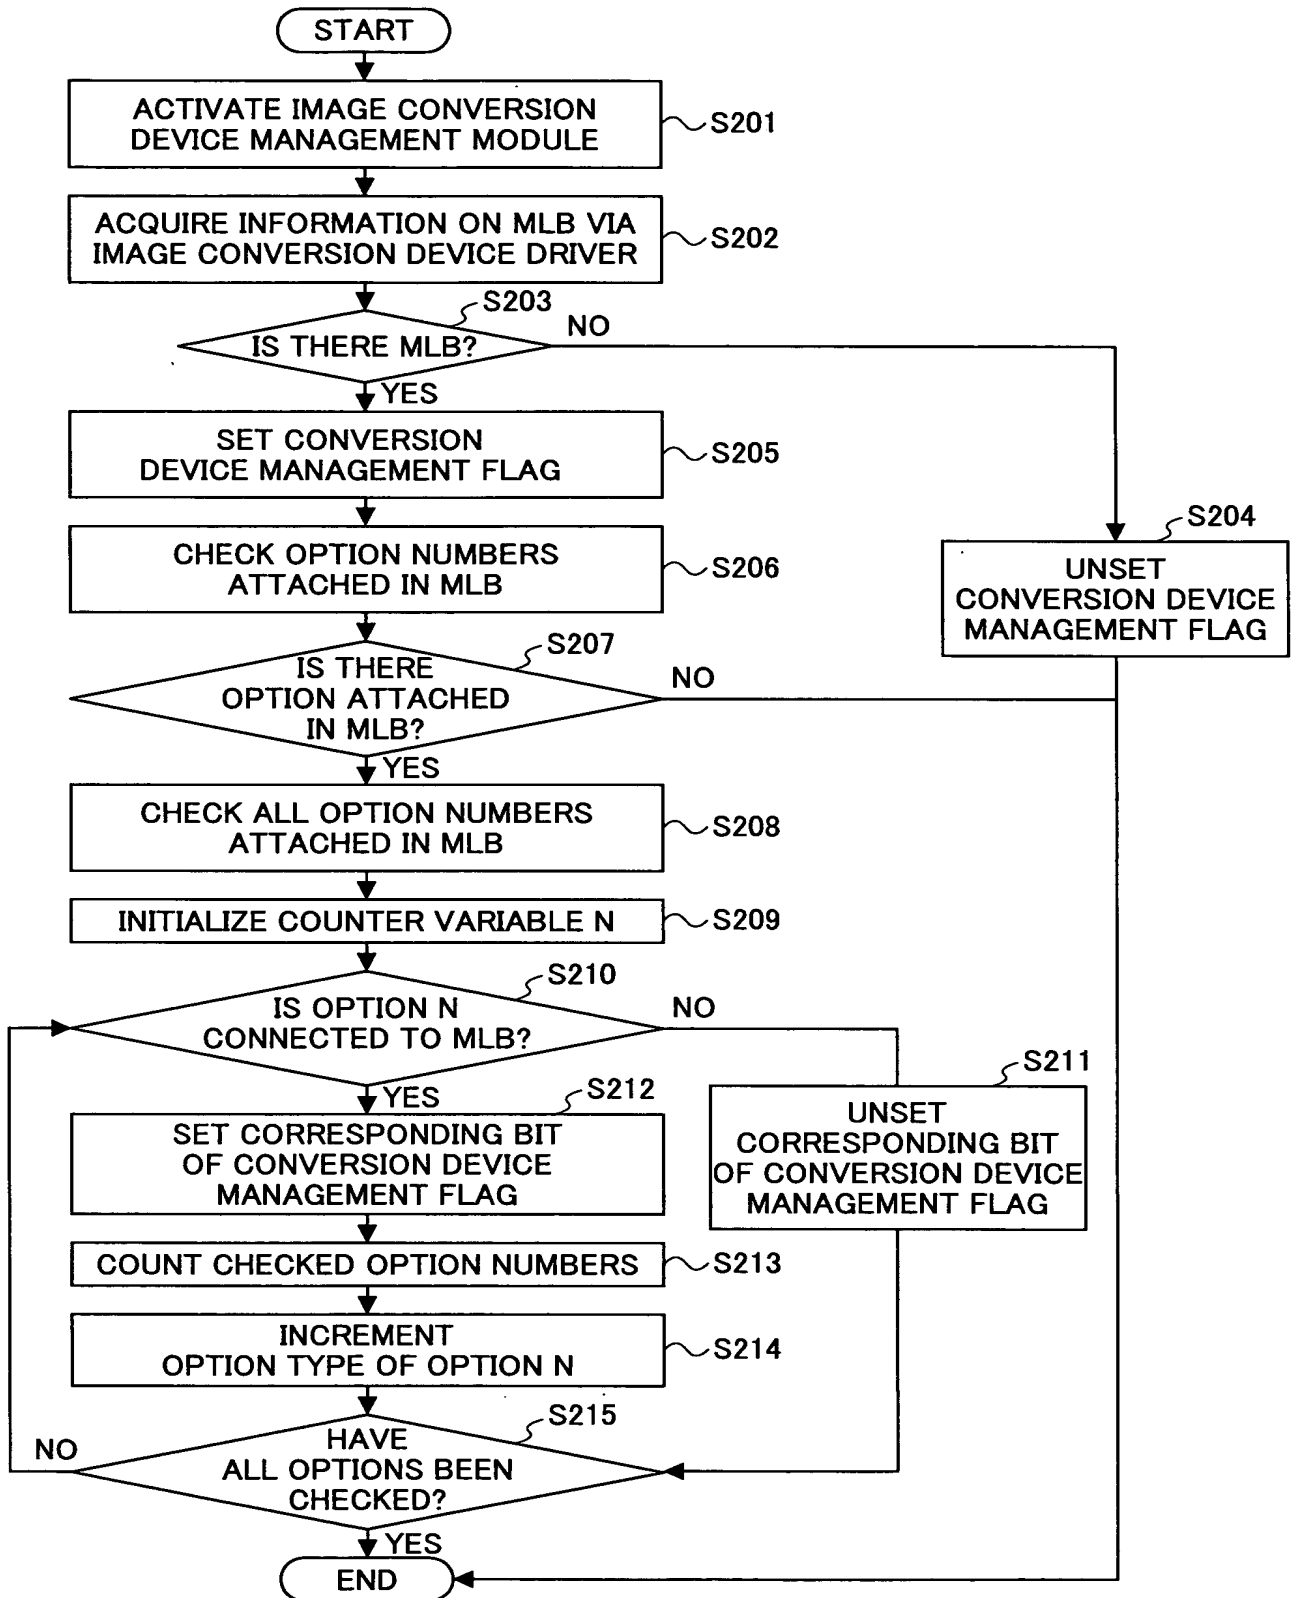 START
ACTIVATE IMAGE CONVERSION
DEVICE MANAGEMENT MODULE
S201
ACQUIRE INFORMATION ON MLB VIA
IMAGE CONVERSION DEVICE DRIVER
S202
S203
IS THERE MLB?
NO
YES
SET CONVERSION
DEVICE MANAGEMENT FLAG
S205
S204
UNSET
CONVERSION DEVICE
MANAGEMENT FLAG
CHECK OPTION NUMBERS
ATTACHED IN MLB
S206
S207
IS THERE
OPTION ATTACHED
IN MLB?
NO
YES
CHECK ALL OPTION NUMBERS
ATTACHED IN MLB
S208
INITIALIZE COUNTER VARIABLE N
S209
S210
IS OPTION N
CONNECTED TO MLB?
NO
YES
S211
UNSET
CORRESPONDING BIT
OF CONVERSION DEVICE
MANAGEMENT FLAG
S212
SET CORRESPONDING BIT
OF CONVERSION DEVICE
MANAGEMENT FLAG
COUNT CHECKED OPTION NUMBERS
S213
INCREMENT
OPTION TYPE OF OPTION N
S214
S215
HAVE
ALL OPTIONS BEEN
CHECKED?
NO
YES
END